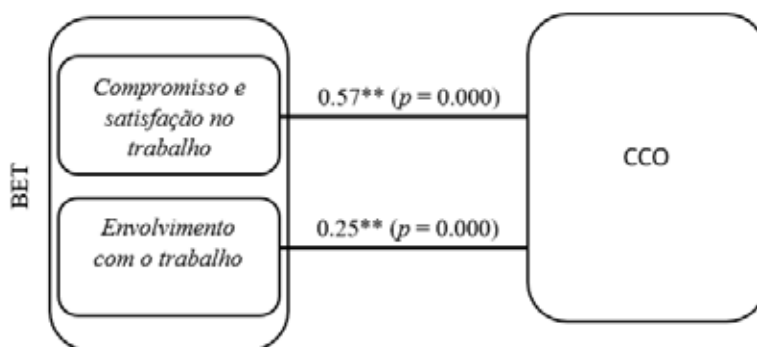 BET
Compromisso e
satisfação no
trabalho
0.57** (p = 0.000)
CCO
Envolvimento
com o trabalho
0.25** (p = 0.000)